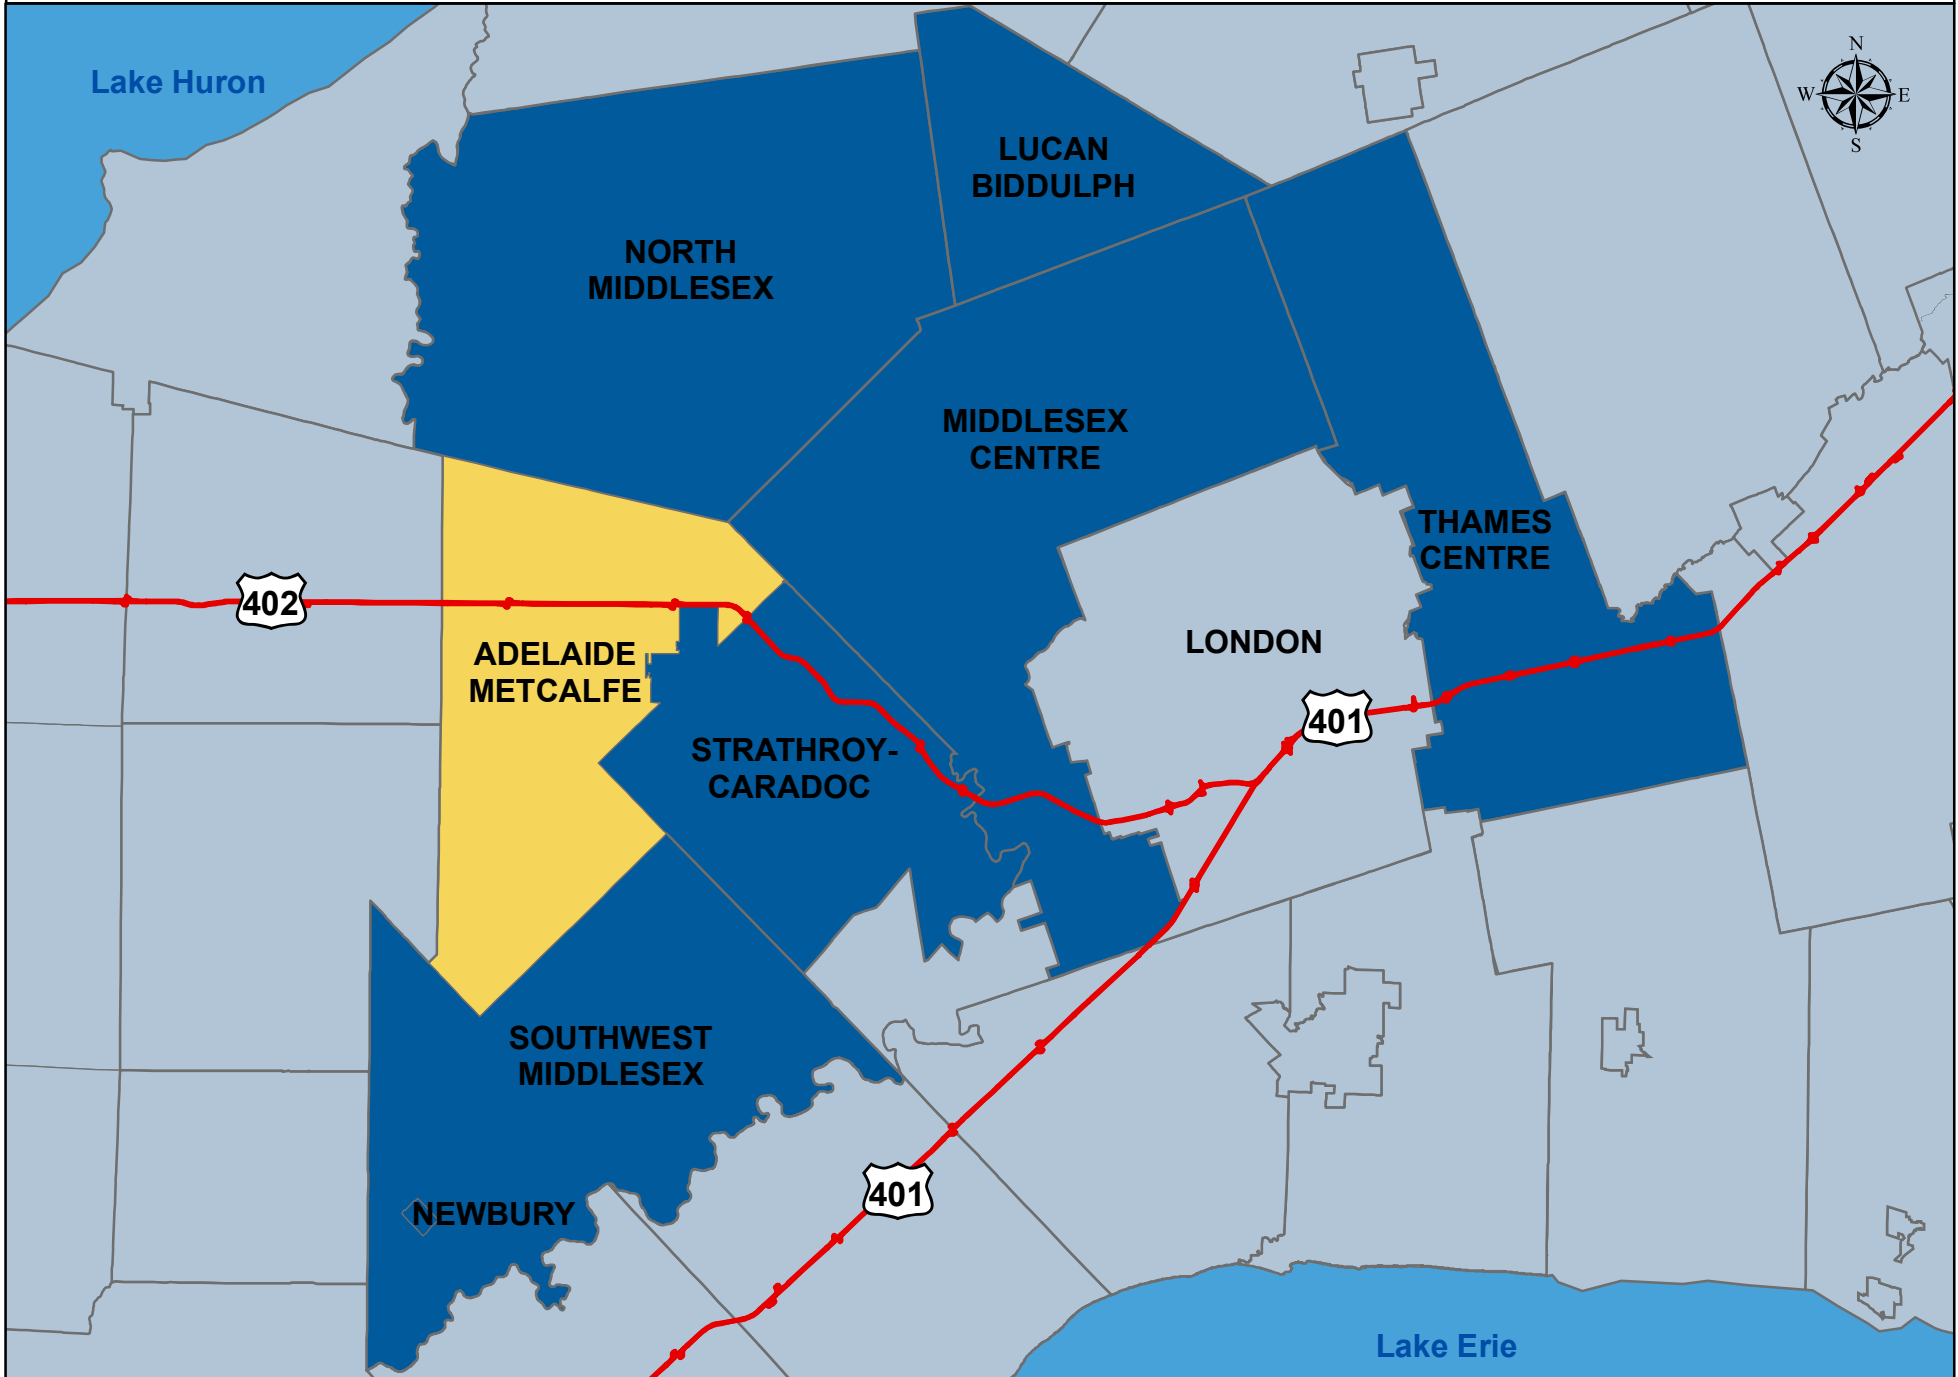 Lake Huron
N
W
E
S
LUCAN
BIDDULPH
NORTH
MIDDLESEX
MIDDLESEX
CENTRE
THAMES
CENTRE
402
ADELAIDE
METCALFE
LONDON
401
STRATHROY-
CARADOC
SOUTHWEST
MIDDLESEX
401
NEWBURY
Lake Erie